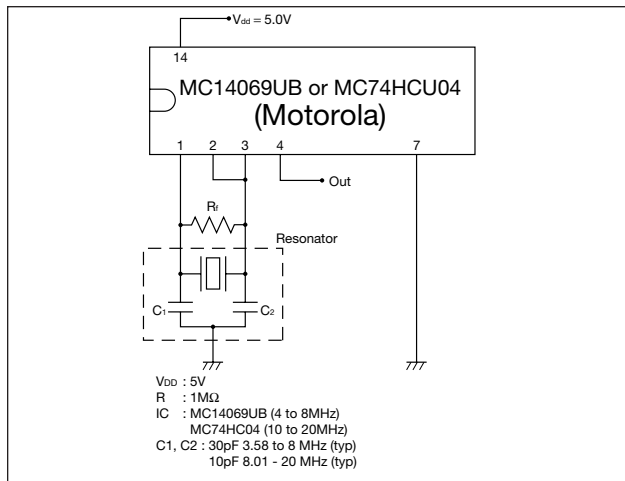 Vdd = 5.0V
14
MC14069UB or MC74HCU04
(Motorola)
1 2 3 4 7
Out
Rf
Resonator
C1 C2
VDD : 5V
R : 1MΩ
IC : MC14069UB (4 to 8MHz)
MC74HC04 (10 to 20MHz)
C1, C2 : 30pF 3.58 to 8 MHz (typ)
10pF 8.01 - 20 MHz (typ)